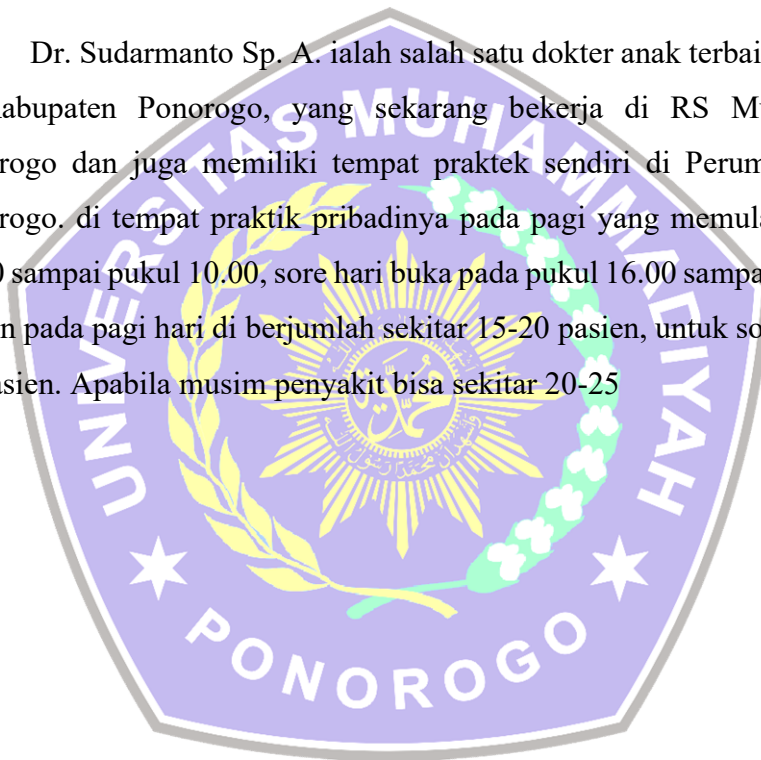 Dr. Sudarmanto Sp. A. ialah salah satu dokter anak terbai
abupaten Ponorogo, yang sekarang bekerja di RS M
rogo dan juga memiliki tempat praktek sendiri di Perum
rogo. di tempat praktik pribadinya pada pagi yang memula
0 sampai pukul 10.00, sore hari buka pada pukul 16.00 sampa
n pada pagi hari di berjumlah sekitar 15-20 pasien, untuk so
asien. Apabila musim penyakit bisa sekitar 20-25
UNIVERSITAS MUHAMMADIYAH
PONOROGO